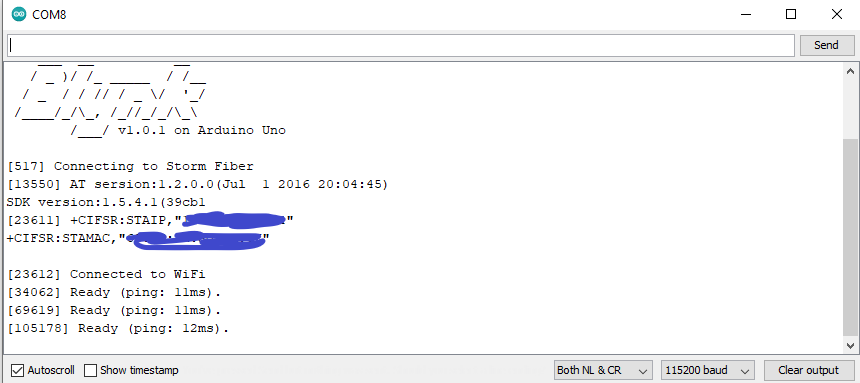 COM8
Send
   ___  __          __
  / _ )/ /_ _____  / /__
 / _  / / // / _ \/  '_/
/____/_/\_, /_//_/_/\_\
       /___/ v1.0.1 on Arduino Uno
[517] Connecting to Storm Fiber
[13550] AT sersion:1.2.0.0(Jul  1 2016 20:04:45)
SDK version:1.5.4.1(39cb1
[23611] +CIFSR:STAIP,"
+CIFSR:STAMAC,"
[23612] Connected to WiFi
[34062] Ready (ping: 11ms).
[69619] Ready (ping: 11ms).
[105178] Ready (ping: 12ms).
Autoscroll Show timestamp Both NL & CR 115200 baud Clear output